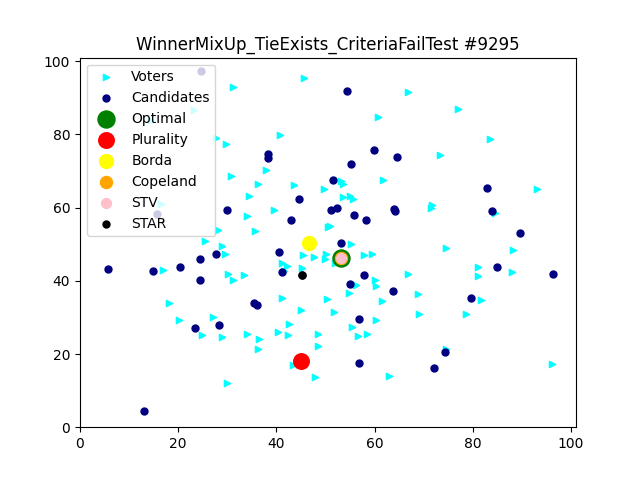 WinnerMixUp_TieExists_CriteriaFailTest #9295
100
80
60
40
20
0
0 20 40 60 80 100
Voters
Candidates
Optimal
Plurality
Borda
Copeland
STV
STAR